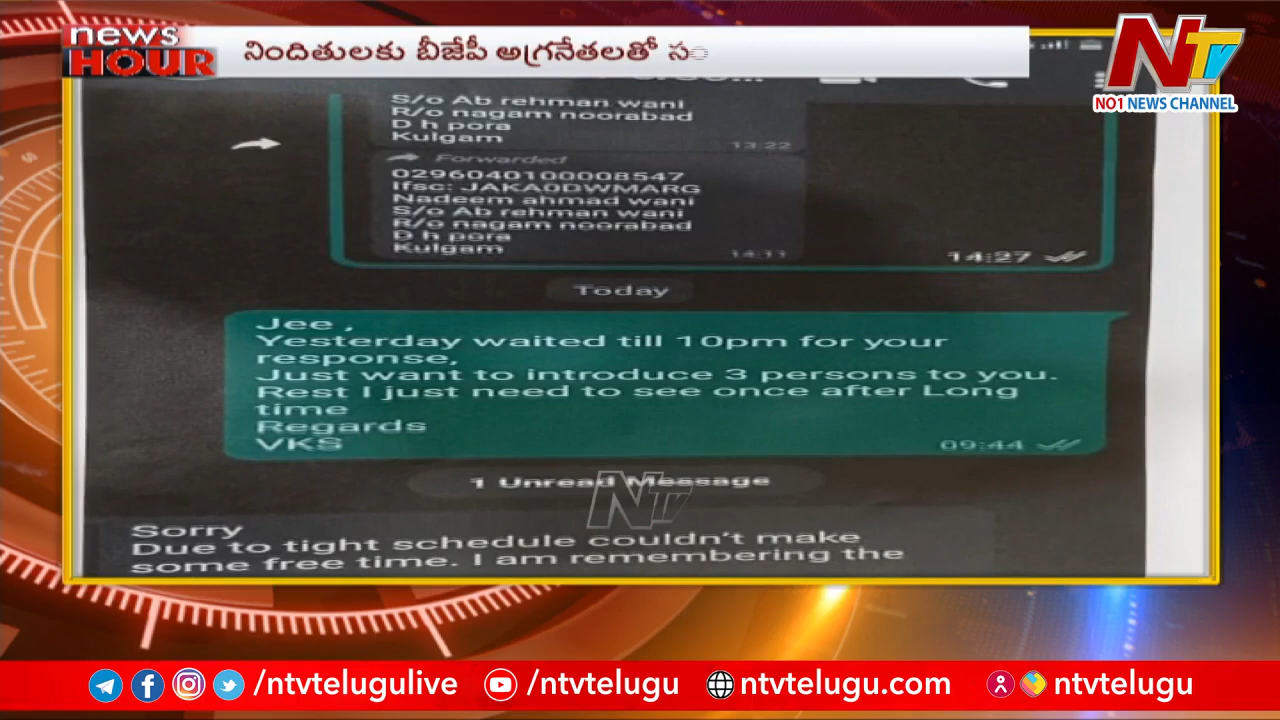 news
HOUR
నిందితులకు బీజేపీ అగ్రనేతలతో
NTV
NO1 NEWS CHANNEL
S/o Ab rehman wani
R/o nagam noorabad
D h pora
Kulgam
13:22
Forwarded
0296040100008547
Ifsc: JAKA0DWMARG
Nadeem ahmad wani
S/o Ab rehman wani
R/o nagam noorabad
D h pora
Kulgam
14:11
14:27
Today
Jee ,
Yesterday waited till 10pm for your
response,
Just want to introduce 3 persons to you.
Rest I just need to see once after Long
time
Regards
VKS
09:44
1 Unread Message
NTV
Sorry
Due to tight schedule couldn't make
some free time. I am remembering the
/ntvtelugulive
/ntvtelugu
ntvtelugu.com
ntvtelugu